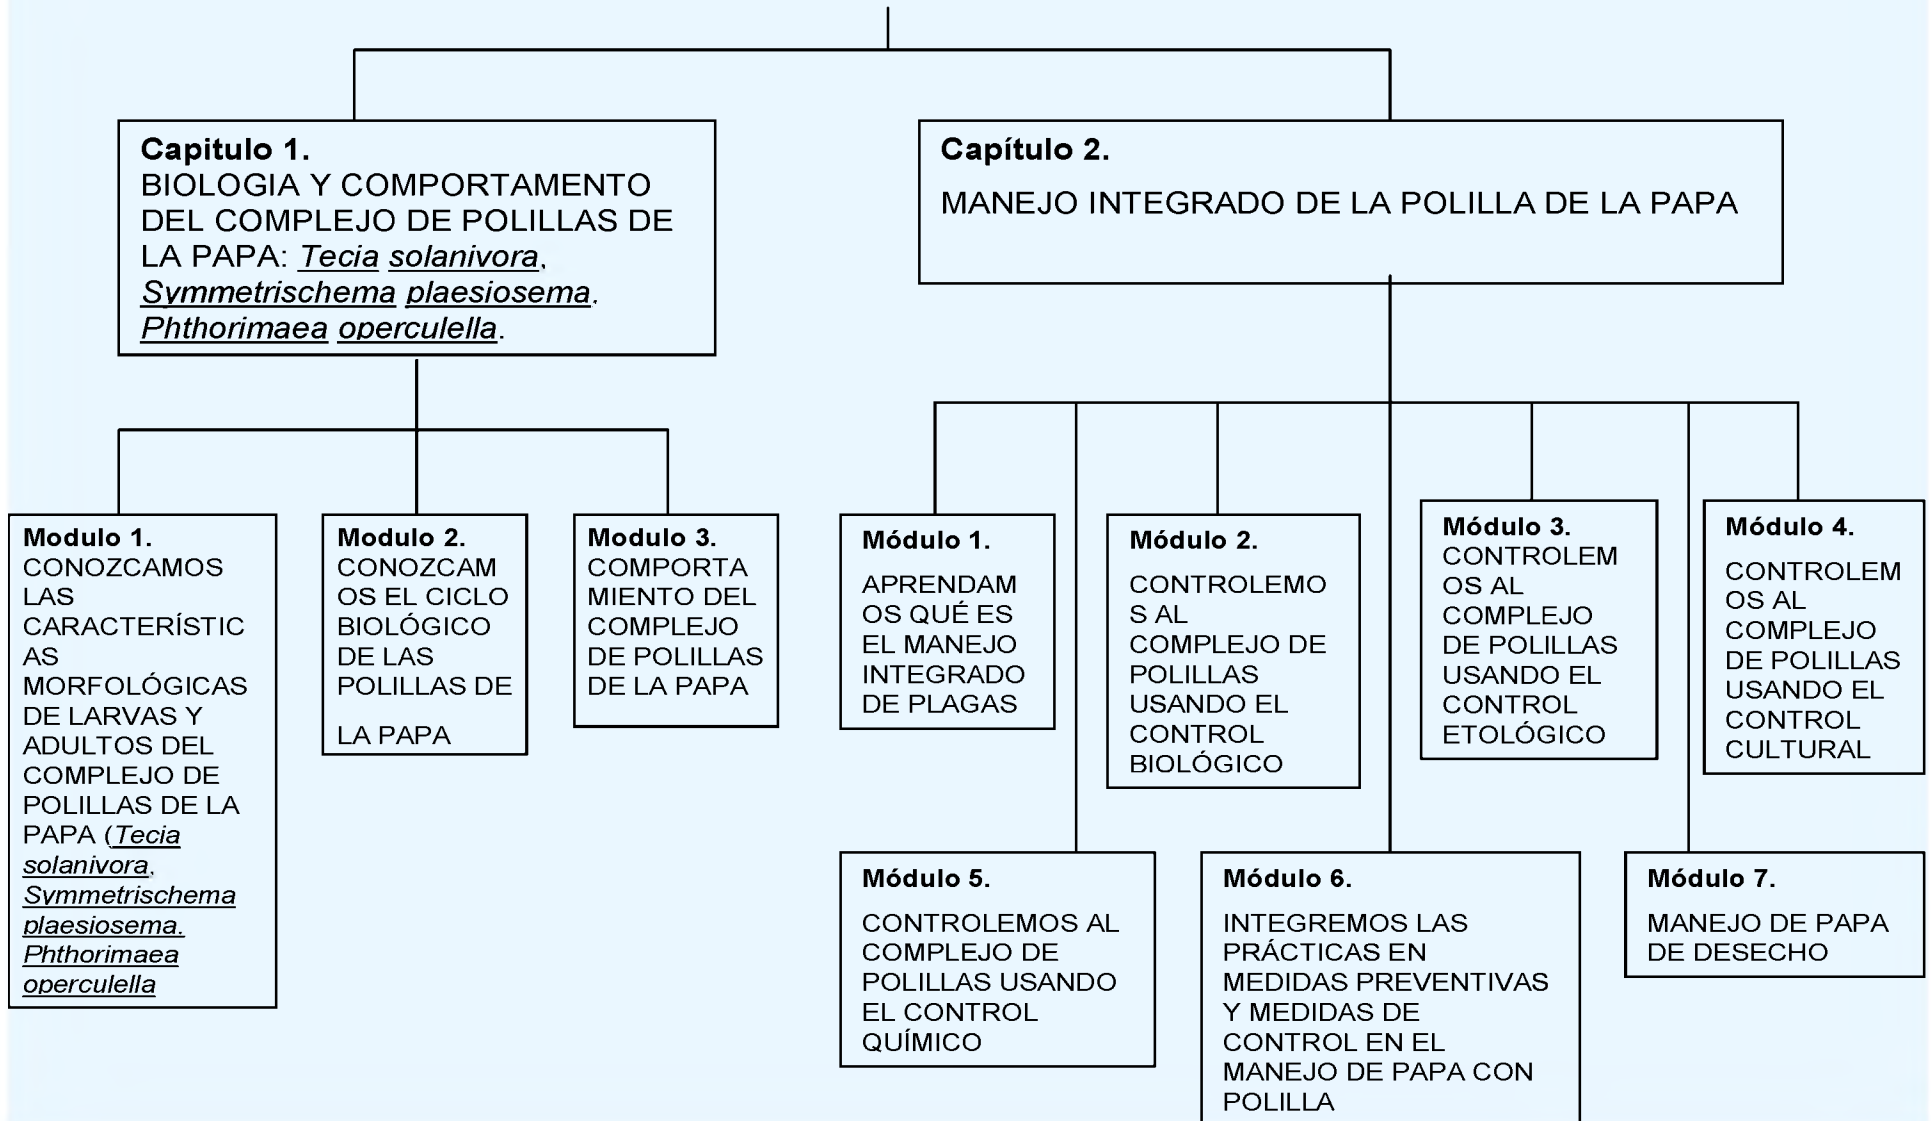 Capitulo 1.
BIOLOGIA Y COMPORTAMENTO
DEL COMPLEJO DE POLILLAS DE
LA PAPA: Tecia solanivora,
Symmetrischema plaesiosema,
Phthorimaea operculella.
Capítulo 2.
MANEJO INTEGRADO DE LA POLILLA DE LA PAPA
Modulo 1.
CONOZCAMOS
LAS
CARACTERÍSTIC
AS
MORFOLÓGICAS
DE LARVAS Y
ADULTOS DEL
COMPLEJO DE
POLILLAS DE LA
PAPA (Tecia
solanivora,
Symmetrischema
plaesiosema.
Phthorimaea
operculella
Modulo 2.
CONOZCAM
OS EL CICLO
BIOLÓGICO
DE LAS
POLILLAS DE
LA PAPA
Modulo 3.
COMPORTA
MIENTO DEL
COMPLEJO
DE POLILLAS
DE LA PAPA
Módulo 1.
APRENDAM
OS QUÉ ES
EL MANEJO
INTEGRADO
DE PLAGAS
Módulo 2.
CONTROLEMO
S AL
COMPLEJO DE
POLILLAS
USANDO EL
CONTROL
BIOLÓGICO
Módulo 3.
CONTROLEM
OS AL
COMPLEJO
DE POLILLAS
USANDO EL
CONTROL
ETOLÓGICO
Módulo 4.
CONTROLEM
OS AL
COMPLEJO
DE POLILLAS
USANDO EL
CONTROL
CULTURAL
Módulo 5.
CONTROLEMOS AL
COMPLEJO DE
POLILLAS USANDO
EL CONTROL
QUÍMICO
Módulo 6.
INTEGREMOS LAS
PRÁCTICAS EN
MEDIDAS PREVENTIVAS
Y MEDIDAS DE
CONTROL EN EL
MANEJO DE PAPA CON
POLILLA
Módulo 7.
MANEJO DE PAPA
DE DESECHO